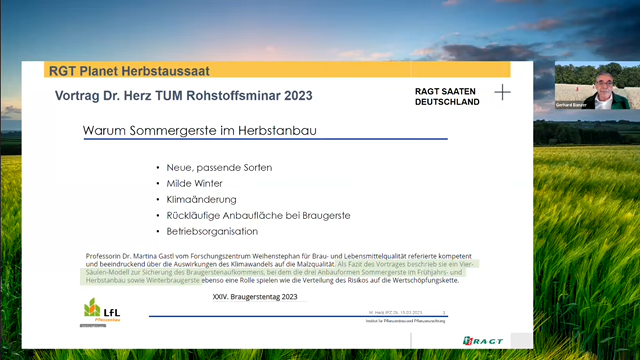 RGT Planet Herbstaussaat
Vortrag Dr. Herz TUM Rohstoffsminar 2023
RAGT SAATEN
DEUTSCHLAND
Gerhard Banzer
Warum Sommergerste im Herbstanbau
• Neue, passende Sorten
• Milde Winter
• Klimaänderung
• Rückläufige Anbaufläche bei Braugerste
• Betriebsorganisation
Professorin Dr. Martina Gastl vom Forschungszentrum Weihenstephan für Brau- und Lebensmittelqualität referierte kompetent
und beeindruckend über die Auswirkungen des Klimawandels auf die Malzqualität. Als Fazit des Vortrages beschrieb sie ein Vier-
Säulen-Modell zur Sicherung des Braugerstenaufkommens, bei dem die drei Anbauformen Sommergerste im Frühjahrs- und
Herbstanbau sowie Winterbraugerste ebenso eine Rolle spielen wie die Verteilung des Risikos auf die Wertschöpfungskette.
XXIV. Braugerstentag 2023
LfL
Pflanzenbau
Institut für Pflanzenbau und Pflanzenzüchtung
RAGT